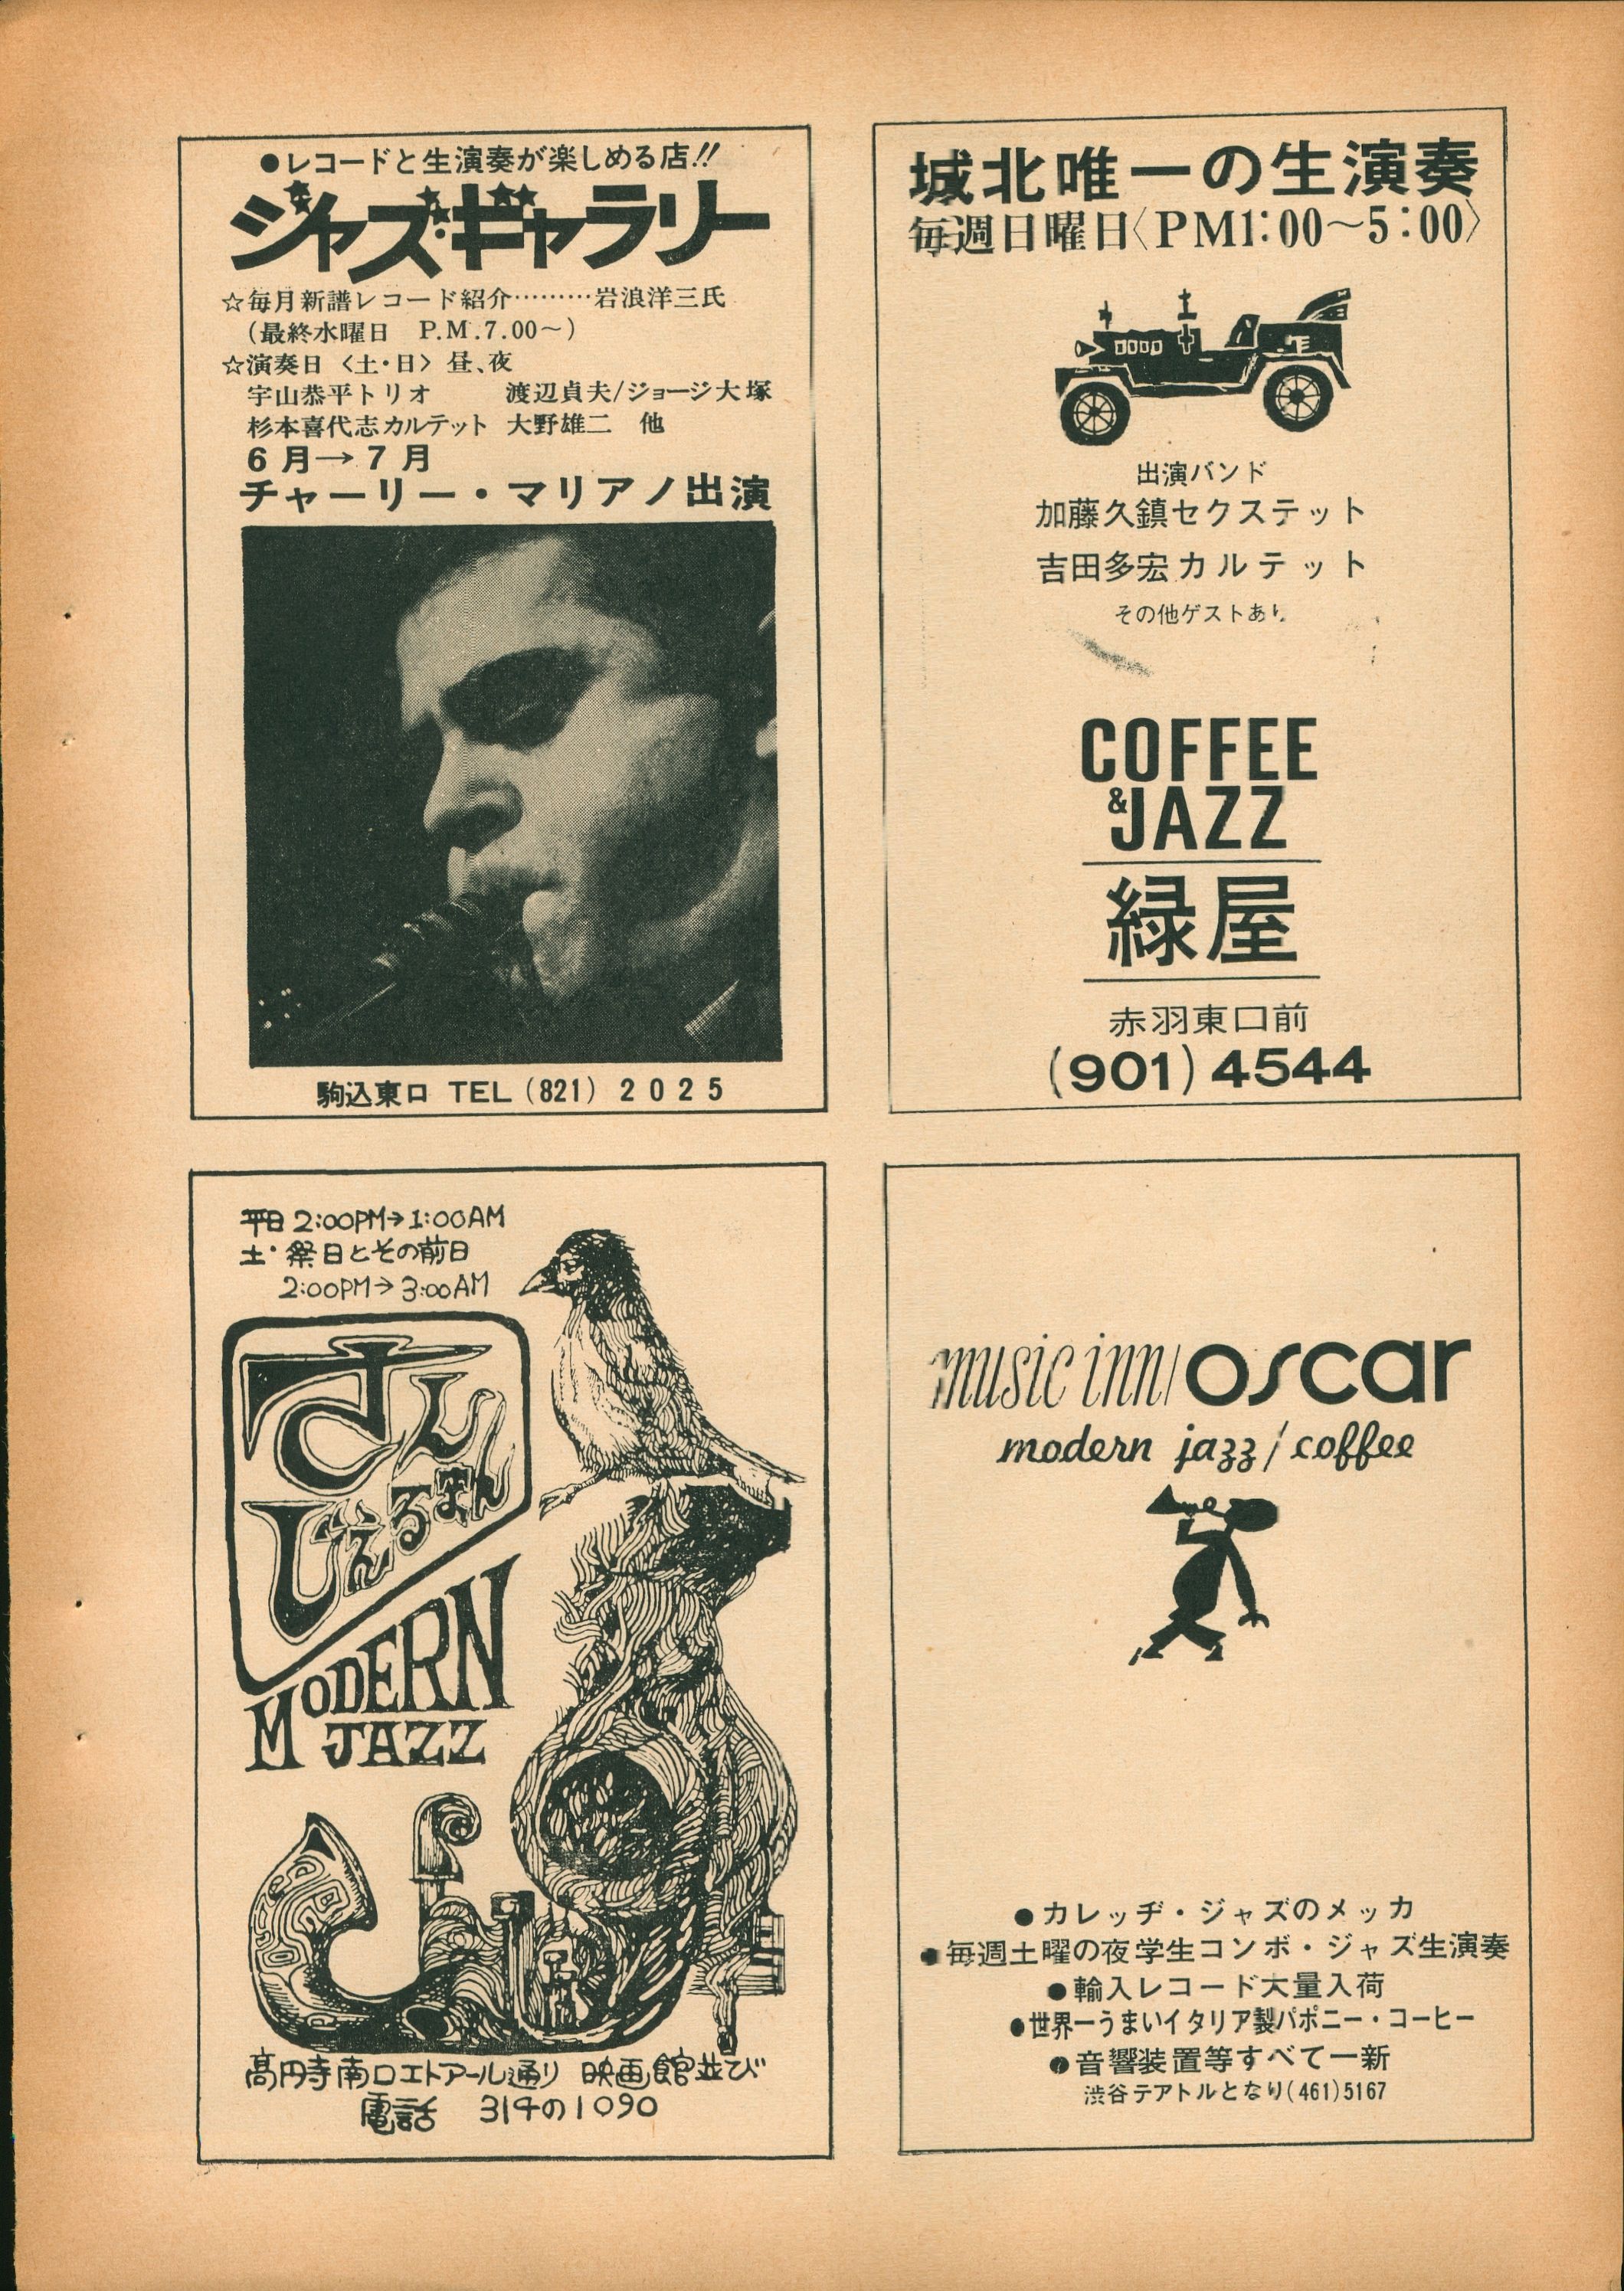 ●レコードと生演奏が楽しめる店!!
ジャズ・ギャラリー
☆毎月新譜レコード紹介………岩浪洋三氏
(最終水曜日 P.M.7.00～)
☆演奏日〈土・日〉昼、夜
宇山恭平トリオ 渡辺貞夫/ジョージ大塚
杉本喜代志カルテット 大野雄二 他
6月→7月
チャーリー・マリアノ出演
駒込東口 TEL(821)2025
城北唯一の生演奏
毎週日曜日〈PM1:00～5:00〉
出演バンド
加藤久鎮セクステット
吉田多宏カルテット
その他ゲストあり
COFFEE
&JAZZ
緑屋
赤羽東口前
(901)4544
平日2:00PM→1:00AM
土・祭日とその前日
2:00PM→3:00AM
さん
じぇるまん
MODERN
JAZZ
高円寺南口エトアール通り 映画館並び
電話 314の1090
music inn/oscar
modern jazz/coffee
●カレッヂ・ジャズのメッカ
●毎週土曜の夜学生コンボ・ジャズ生演奏
●輸入レコード大量入荷
●世界一うまいイタリア製パポニー・コーヒー
●音響装置等すべて一新
渋谷テアトルとなり(461)5167